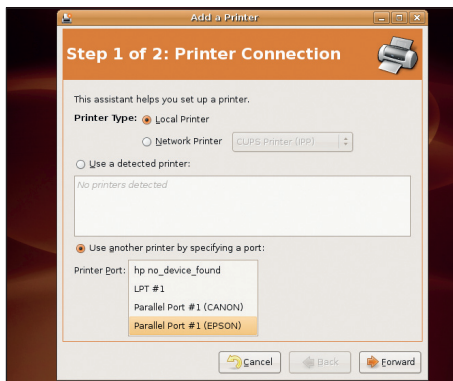 Add a Printer
Step 1 of 2: Printer Connection
This assistant helps you set up a printer.
Printer Type: Local Printer
Network Printer CUPS Printer (IPP)
Use a detected printer:
No printers detected
Use another printer by specifying a port:
Printer Port: hp no_device_found
LPT #1
Parallel Port #1 (CANON)
Parallel Port #1 (EPSON)
Cancel Back Forward